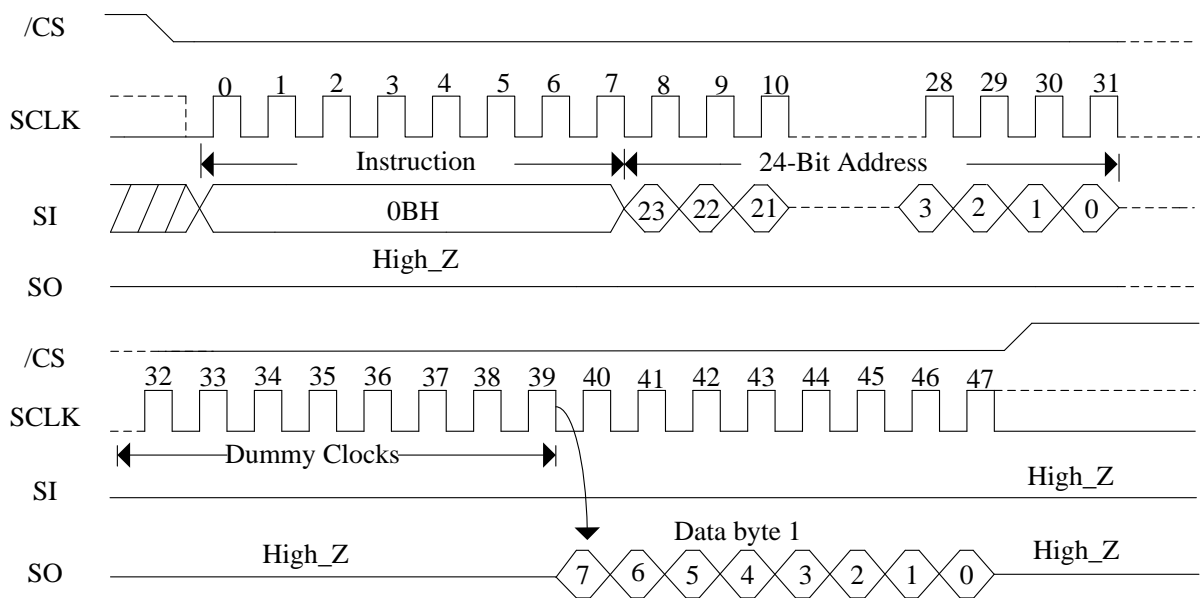 /CS
0 1 2 3 4 5 6 7 8 9 10 28 29 30 31
SCLK
Instruction 24-Bit Address
SI 0BH 23 22 21 3 2 1 0
High_Z
SO
/CS
32 33 34 35 36 37 38 39 40 41 42 43 44 45 46 47
SCLK
Dummy Clocks
SI High_Z
Data byte 1
High_Z High_Z
SO 7 6 5 4 3 2 1 0